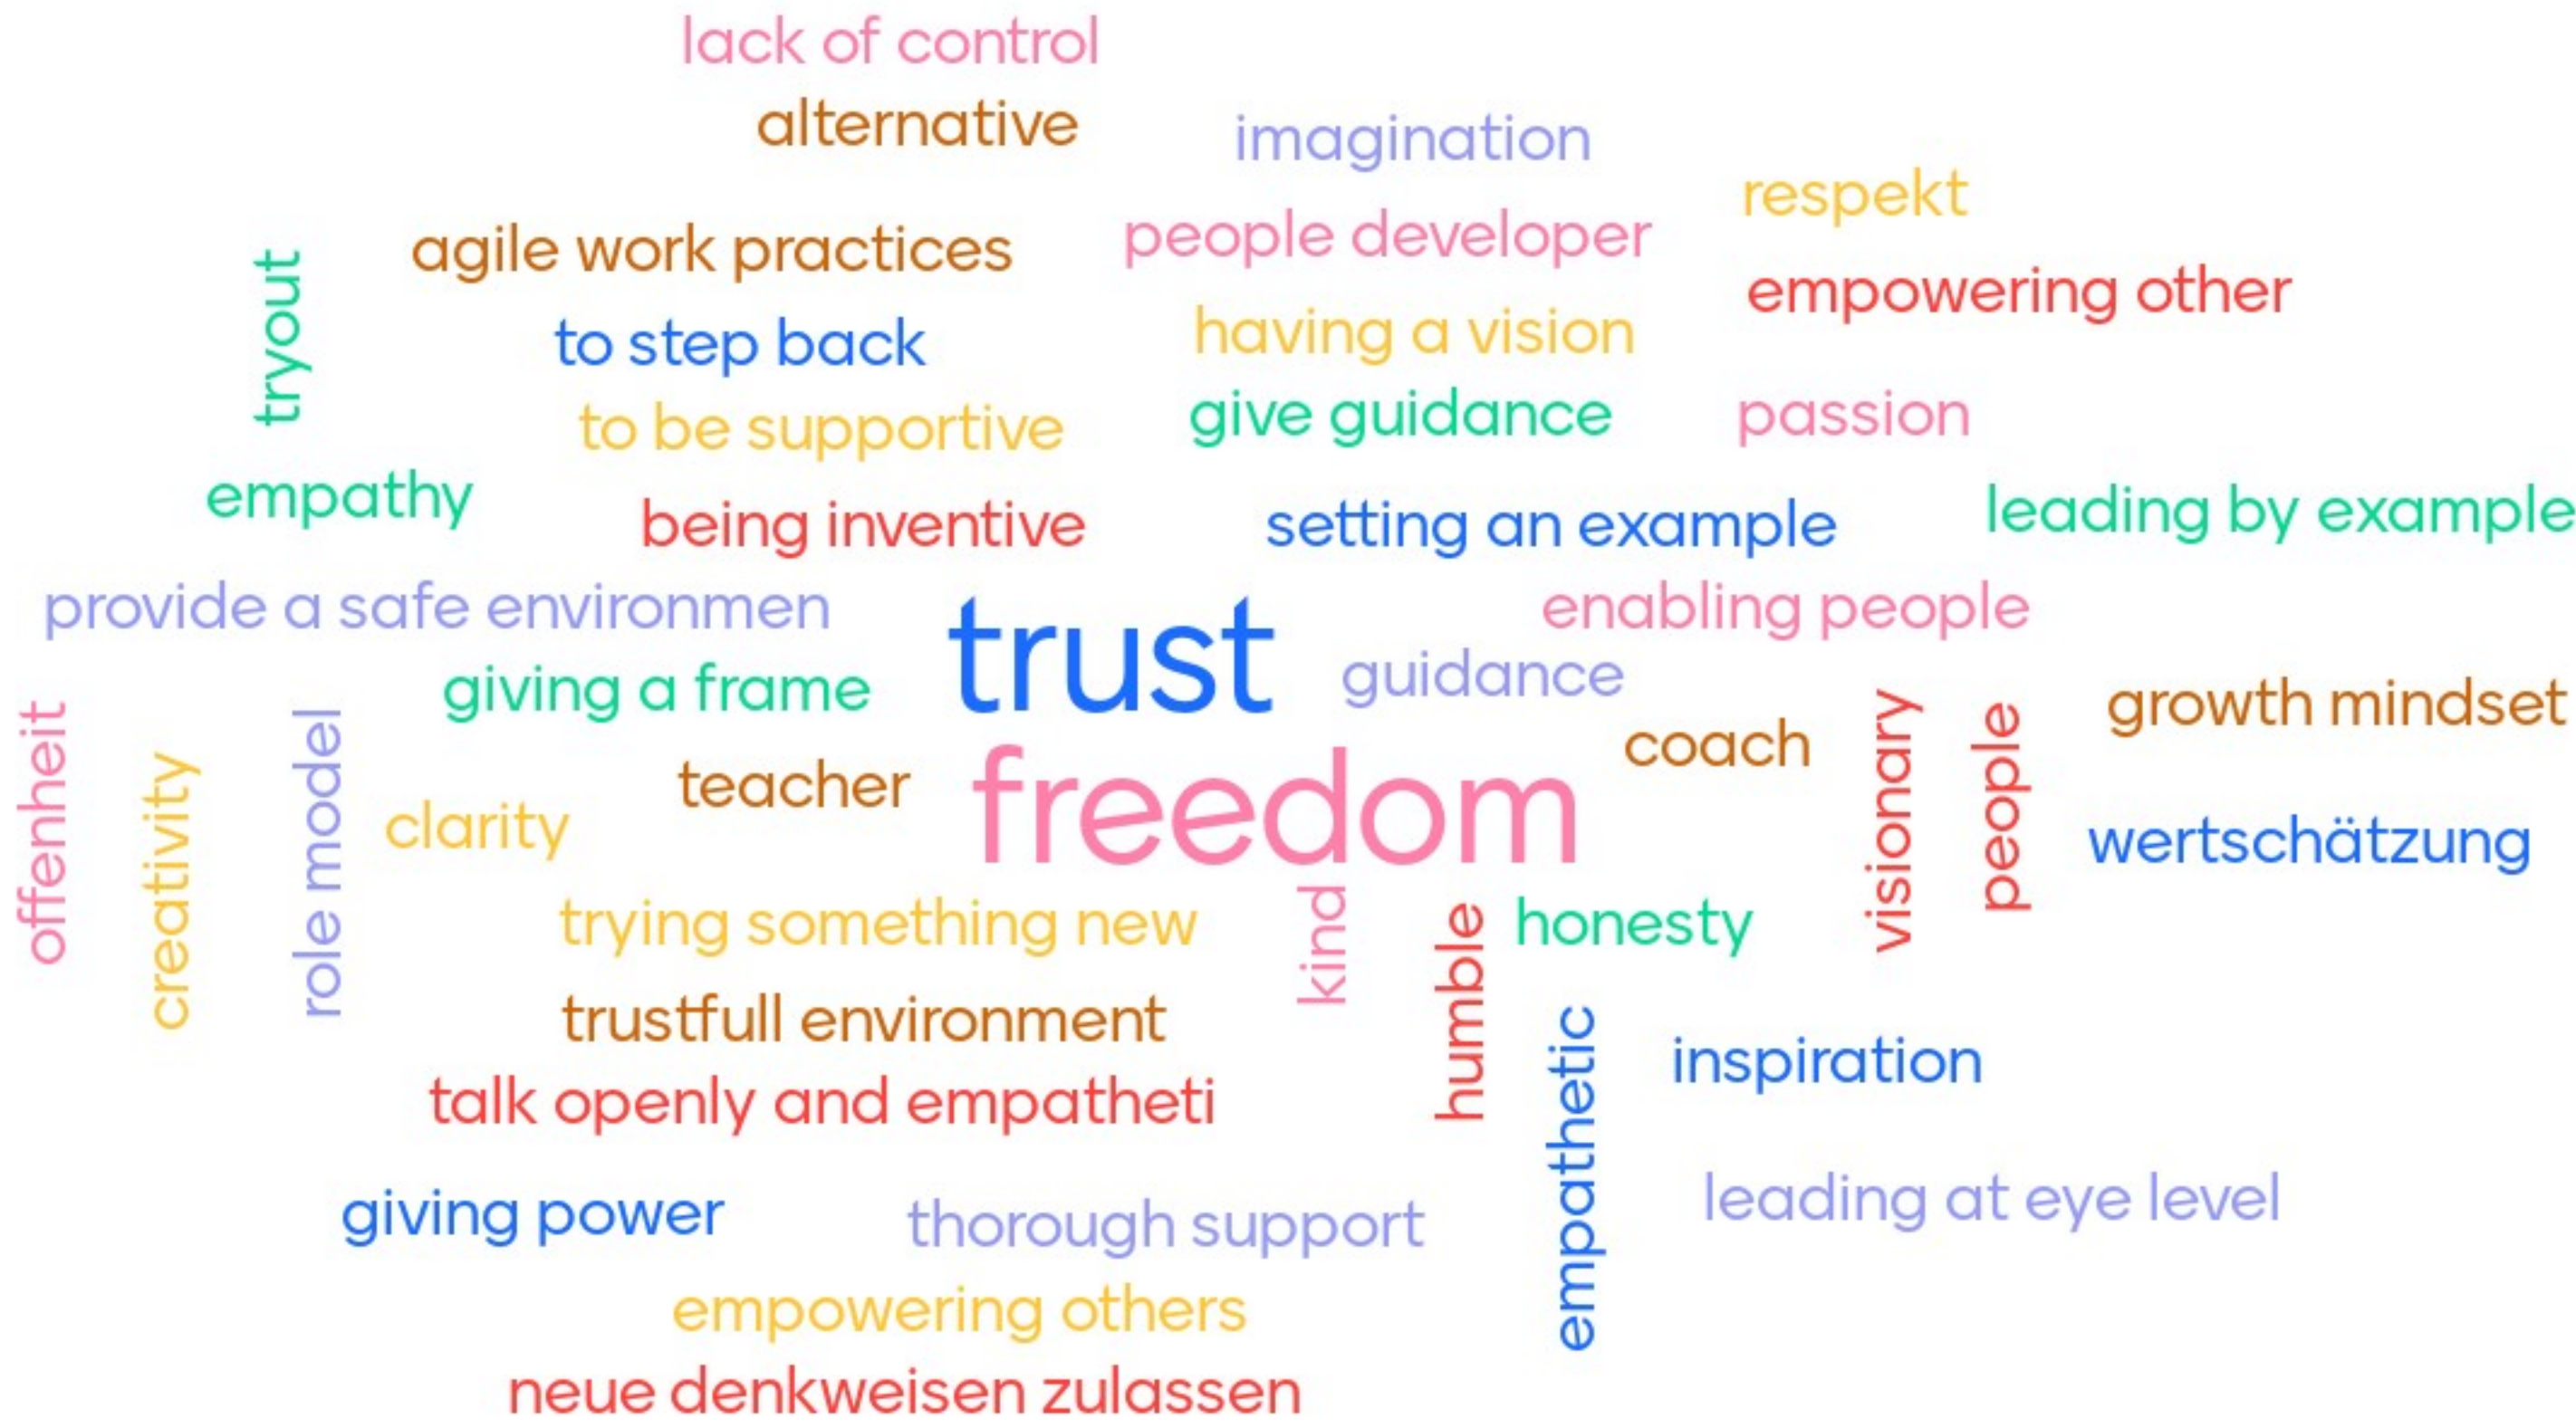 lack of control
alternative
imagination
respekt
agile work practices
people developer
empowering other
tryout
to step back
having a vision
to be supportive
give guidance
passion
empathy
being inventive
setting an example
leading by example
provide a safe environmen
trust
enabling people
giving a frame
guidance
growth mindset
offenheit
creativity
role model
clarity
teacher
freedom
coach
visionary
people
wertschätzung
trying something new
kind
humble
honesty
trustfull environment
empathetic
inspiration
talk openly and empatheti
giving power
thorough support
leading at eye level
empowering others
neue denkweisen zulassen